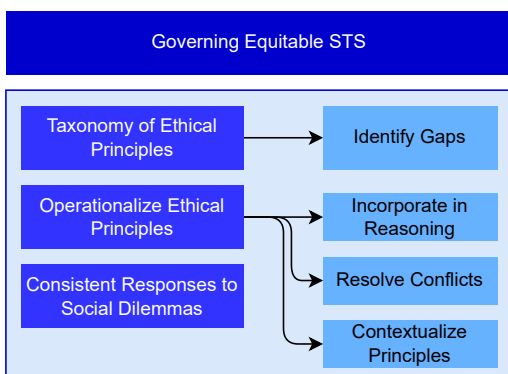 Governing Equitable STS
Taxonomy of Ethical
Principles
Identify Gaps
Operationalize Ethical
Principles
Incorporate in
Reasoning
Consistent Responses to
Social Dilemmas
Resolve Conflicts
Contextualize
Principles